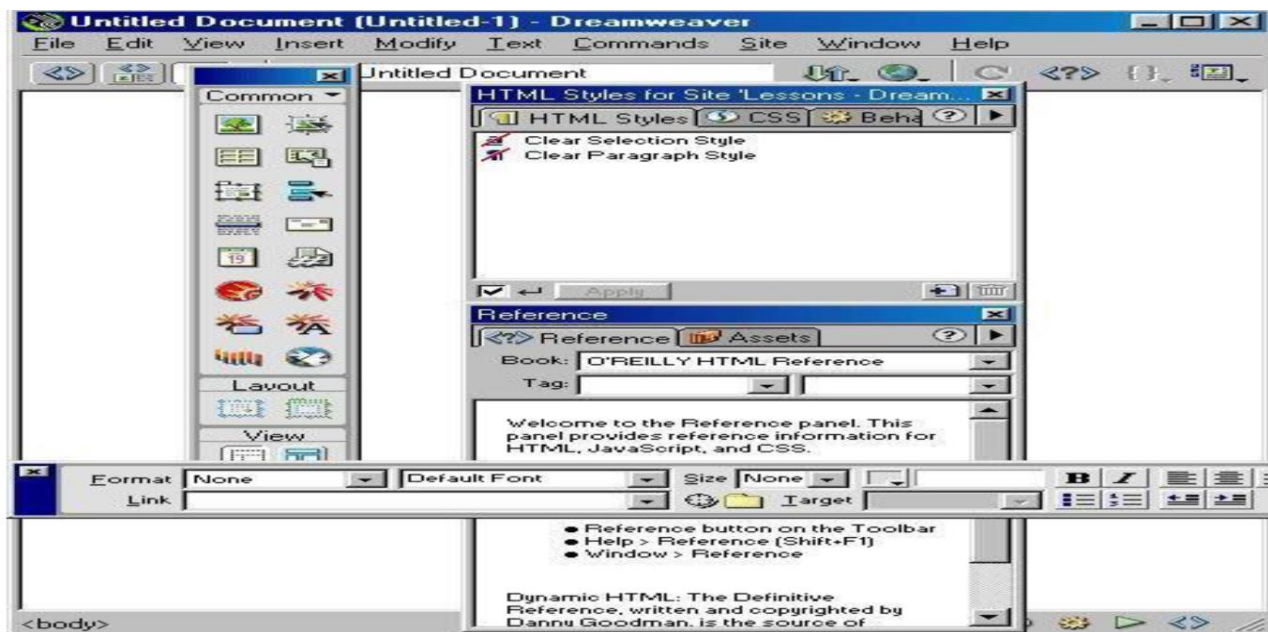 Untitled Document (Untitled-1) - Dreamweaver
File Edit View Insert Modify Text Commands Site Window Help
Untitled Document
Common
HTML Styles for Site 'Lessons - Dream...
HTML Styles CSS Beha
Clear Selection Style
Clear Paragraph Style
19
Apply
Reference
Reference Assets
Book: O'REILLY HTML Reference
Tag:
Layout
Welcome to the Reference panel. This
panel provides reference information for
HTML, JavaScript, and CSS.
View
Format None Default Font Size None B I
Link Target
Reference button on the Toolbar
Help > Reference (Shift+F1)
Window > Reference
Dynamic HTML: The Definitive
Reference, written and copyrighted by
Danny Goodman, is the source of
<body>